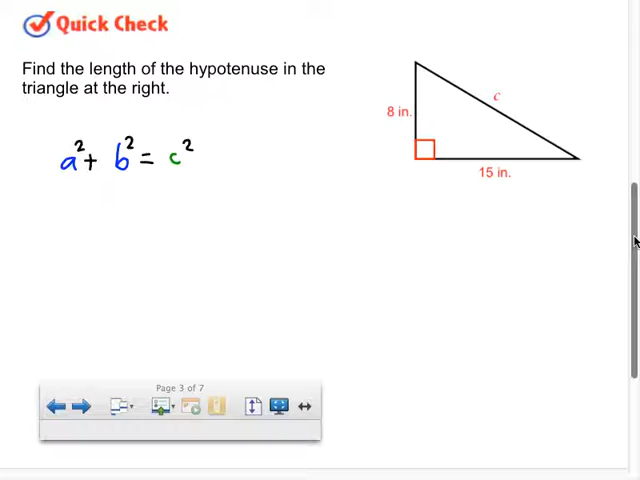 Quick Check
Find the length of the hypotenuse in the
triangle at the right.
a² + b² = c²
8 in.
c
15 in.
Page 3 of 7